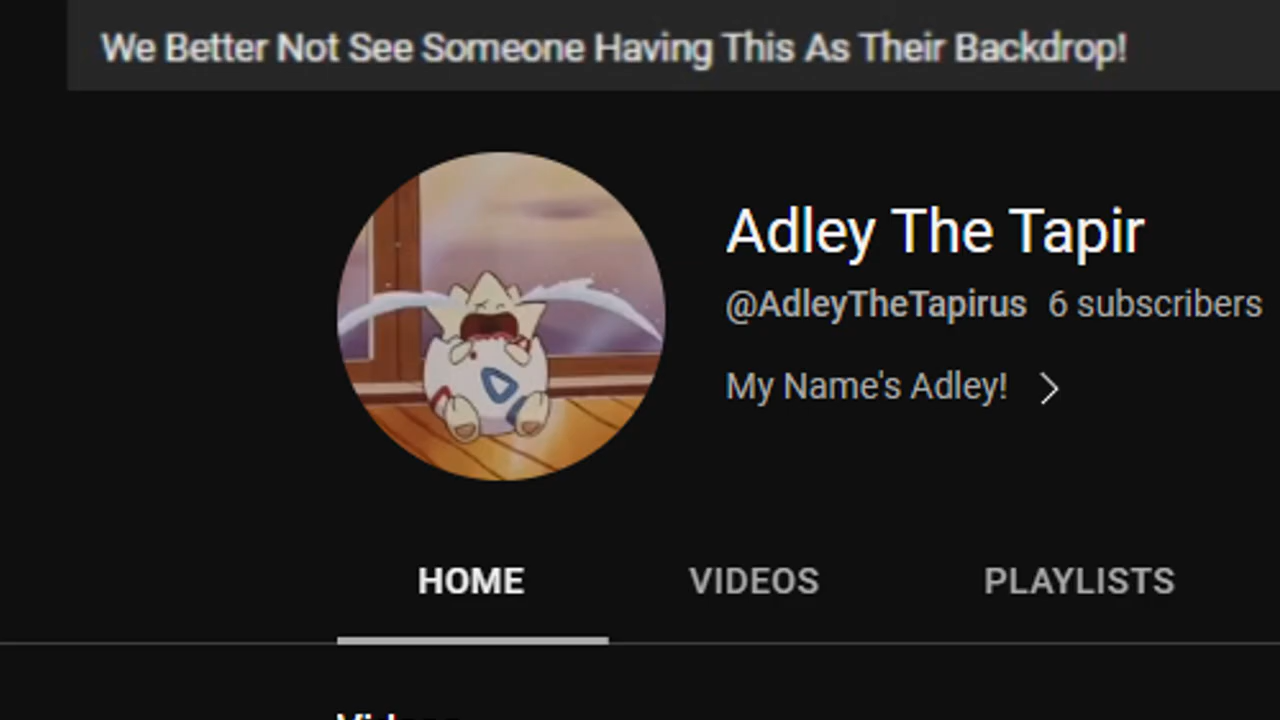 We Better Not See Someone Having This As Their Backdrop!
Adley The Tapir
@AdleyTheTapirus 6 subscribers
My Name's Adley!
HOME VIDEOS PLAYLISTS